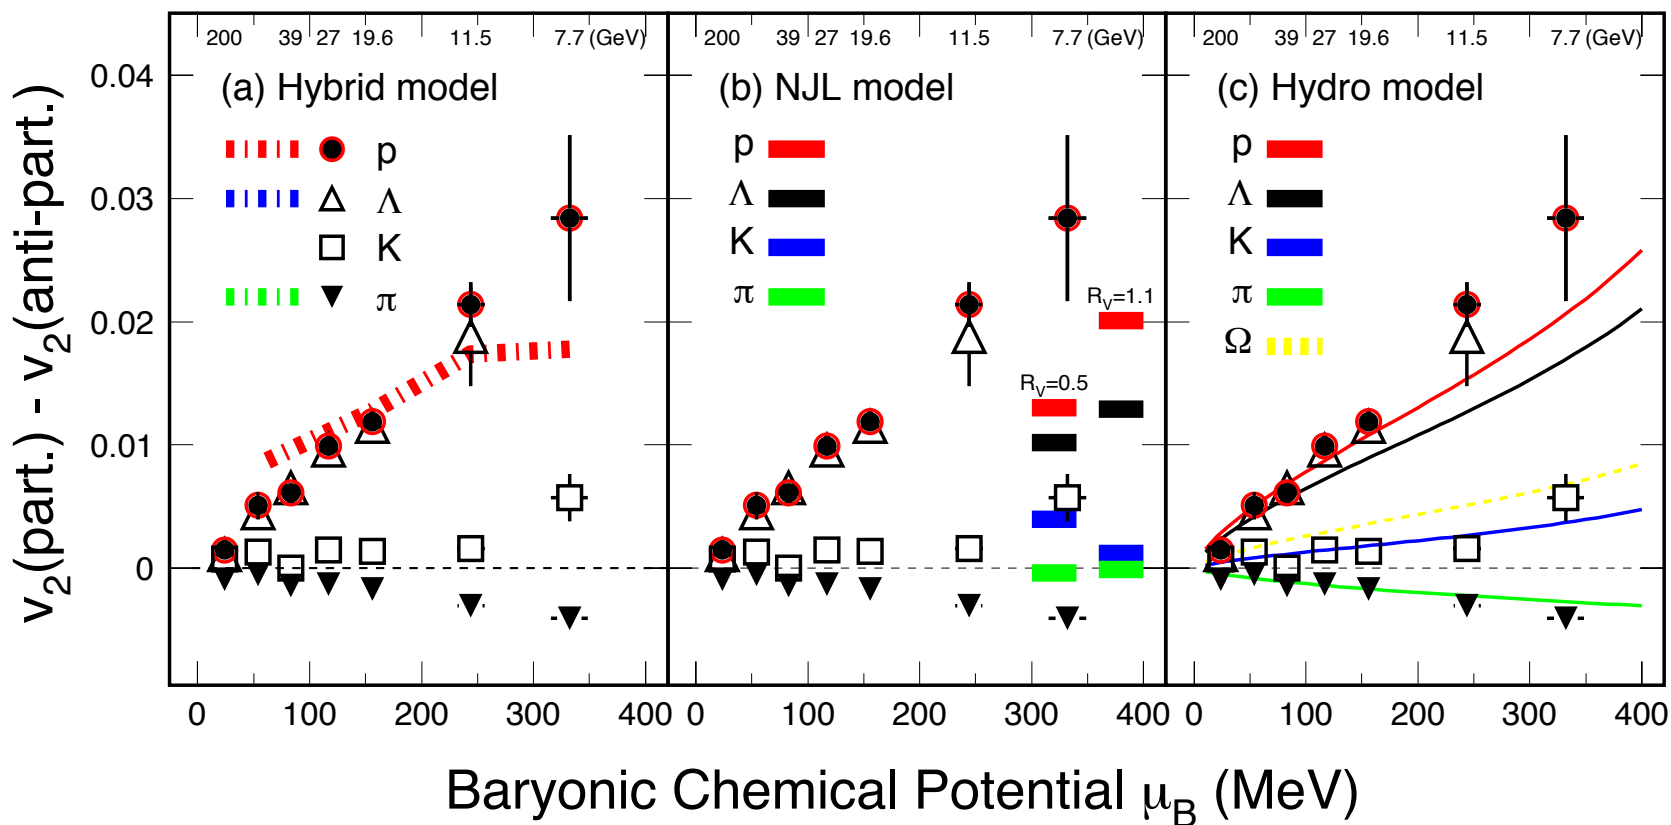 v2(part.) - v2(anti-part.)
0.04
0.03
0.02
0.01
0
200 39 27 19.6 11.5 7.7 (GeV)
(a) Hybrid model
p
Λ
K
π
0 100 200 300 400
200 39 27 19.6 11.5 7.7 (GeV)
(b) NJL model
p
Λ
K
π
RV=1.1
RV=0.5
0 100 200 300 400
200 39 27 19.6 11.5 7.7 (GeV)
(c) Hydro model
p
Λ
K
π
Ω
0 100 200 300 400
Baryonic Chemical Potential μB (MeV)